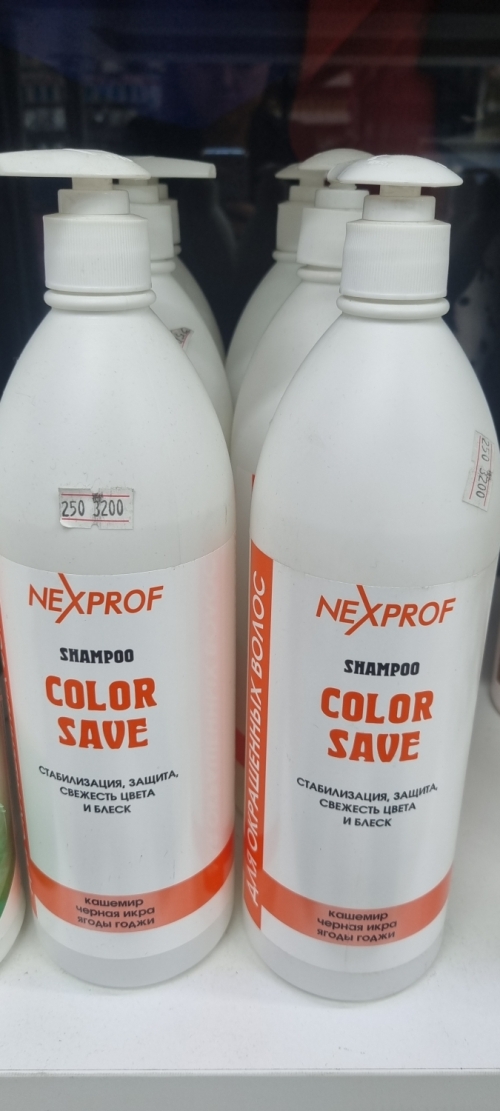 250 3200
NEXPROF
SHAMPOO
COLOR
SAVE
СТАБИЛИЗАЦИЯ, ЗАЩИТА,
СВЕЖЕСТЬ ЦВЕТА
И БЛЕСК
кашемир
черная икра
ягоды годжи
250 3200
ДЛЯ ОКРАШЕННЫХ ВОЛОС
NEXPROF
SHAMPOO
COLOR
SAVE
СТАБИЛИЗАЦИЯ, ЗАЩИТА,
СВЕЖЕСТЬ ЦВЕТА
И БЛЕСК
кашемир
черная икра
ягоды годжи